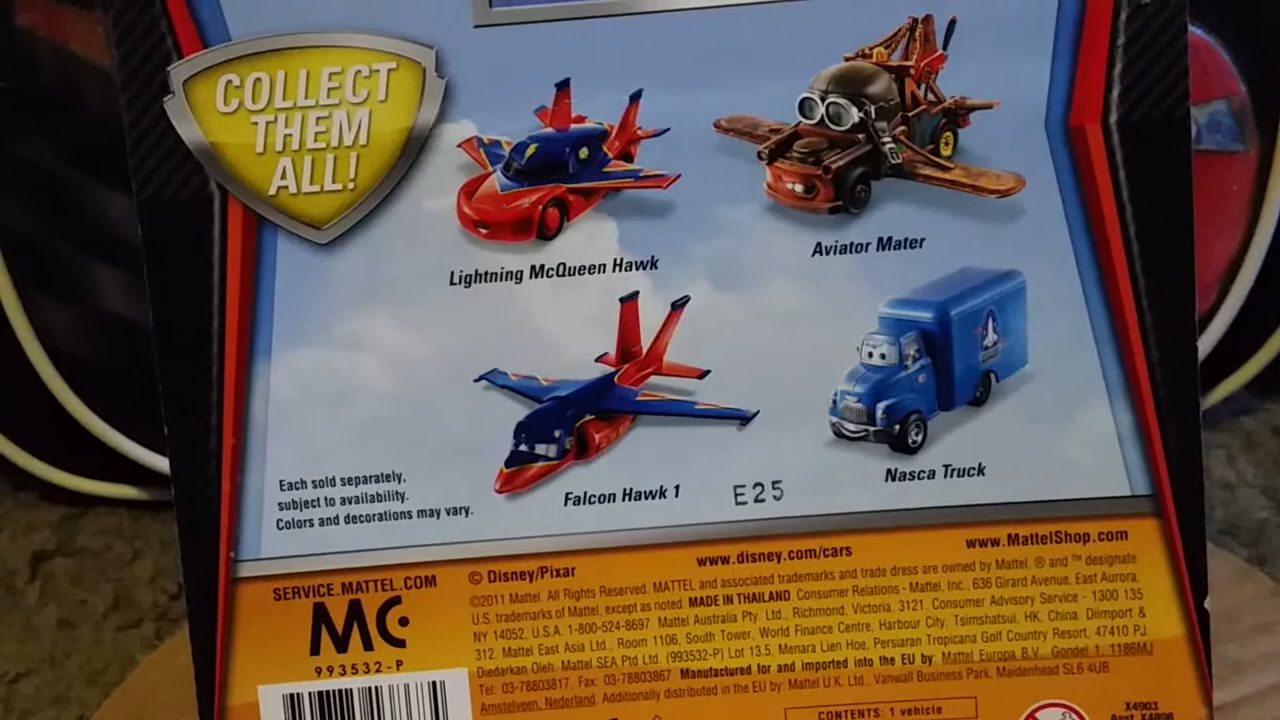 COLLECT
THEM
ALL!
Lightning McQueen Hawk
Aviator Mater
Falcon Hawk 1
Nasca Truck
E25
Each sold separately,
subject to availability.
Colors and decorations may vary.
SERVICE.MATTEL.COM
MC
993532-P
© Disney/Pixar
www.disney.com/cars
www.MattelShop.com
©2011 Mattel. All Rights Reserved. MATTEL and associated trademarks and trade dress are owned by Mattel. ® and ™ designate
U.S. trademarks of Mattel, except as noted. MADE IN THAILAND. Consumer Relations - Mattel, Inc., 636 Girard Avenue, East Aurora,
NY 14052, U.S.A. 1-800-524-8697. Mattel Australia Pty. Ltd., Richmond, Victoria. 3121. Consumer Advisory Service - 1300 135
312. Mattel East Asia Ltd., Room 1106, South Tower, World Finance Centre, Harbour City, Tsimshatsui, HK, China. Diimport &
Diedarkan Oleh: Mattel SEA Ptd Ltd. (993532-P) Lot 13.5, Menara Lien Hoe, Persiaran Tropicana Golf Country Resort, 47410 PJ.
Tel: 03-78803817, Fax: 03-78803867. Manufactured for and imported into the EU by: Mattel Europa B.V., Gondel 1, 1186MJ
Amstelveen, Nederland. Additionally distributed in the EU by: Mattel U.K. Ltd., Vanwall Business Park, Maidenhead SL6 4UB.
CONTENTS: 1 vehicle
X4903
Asst. X4898